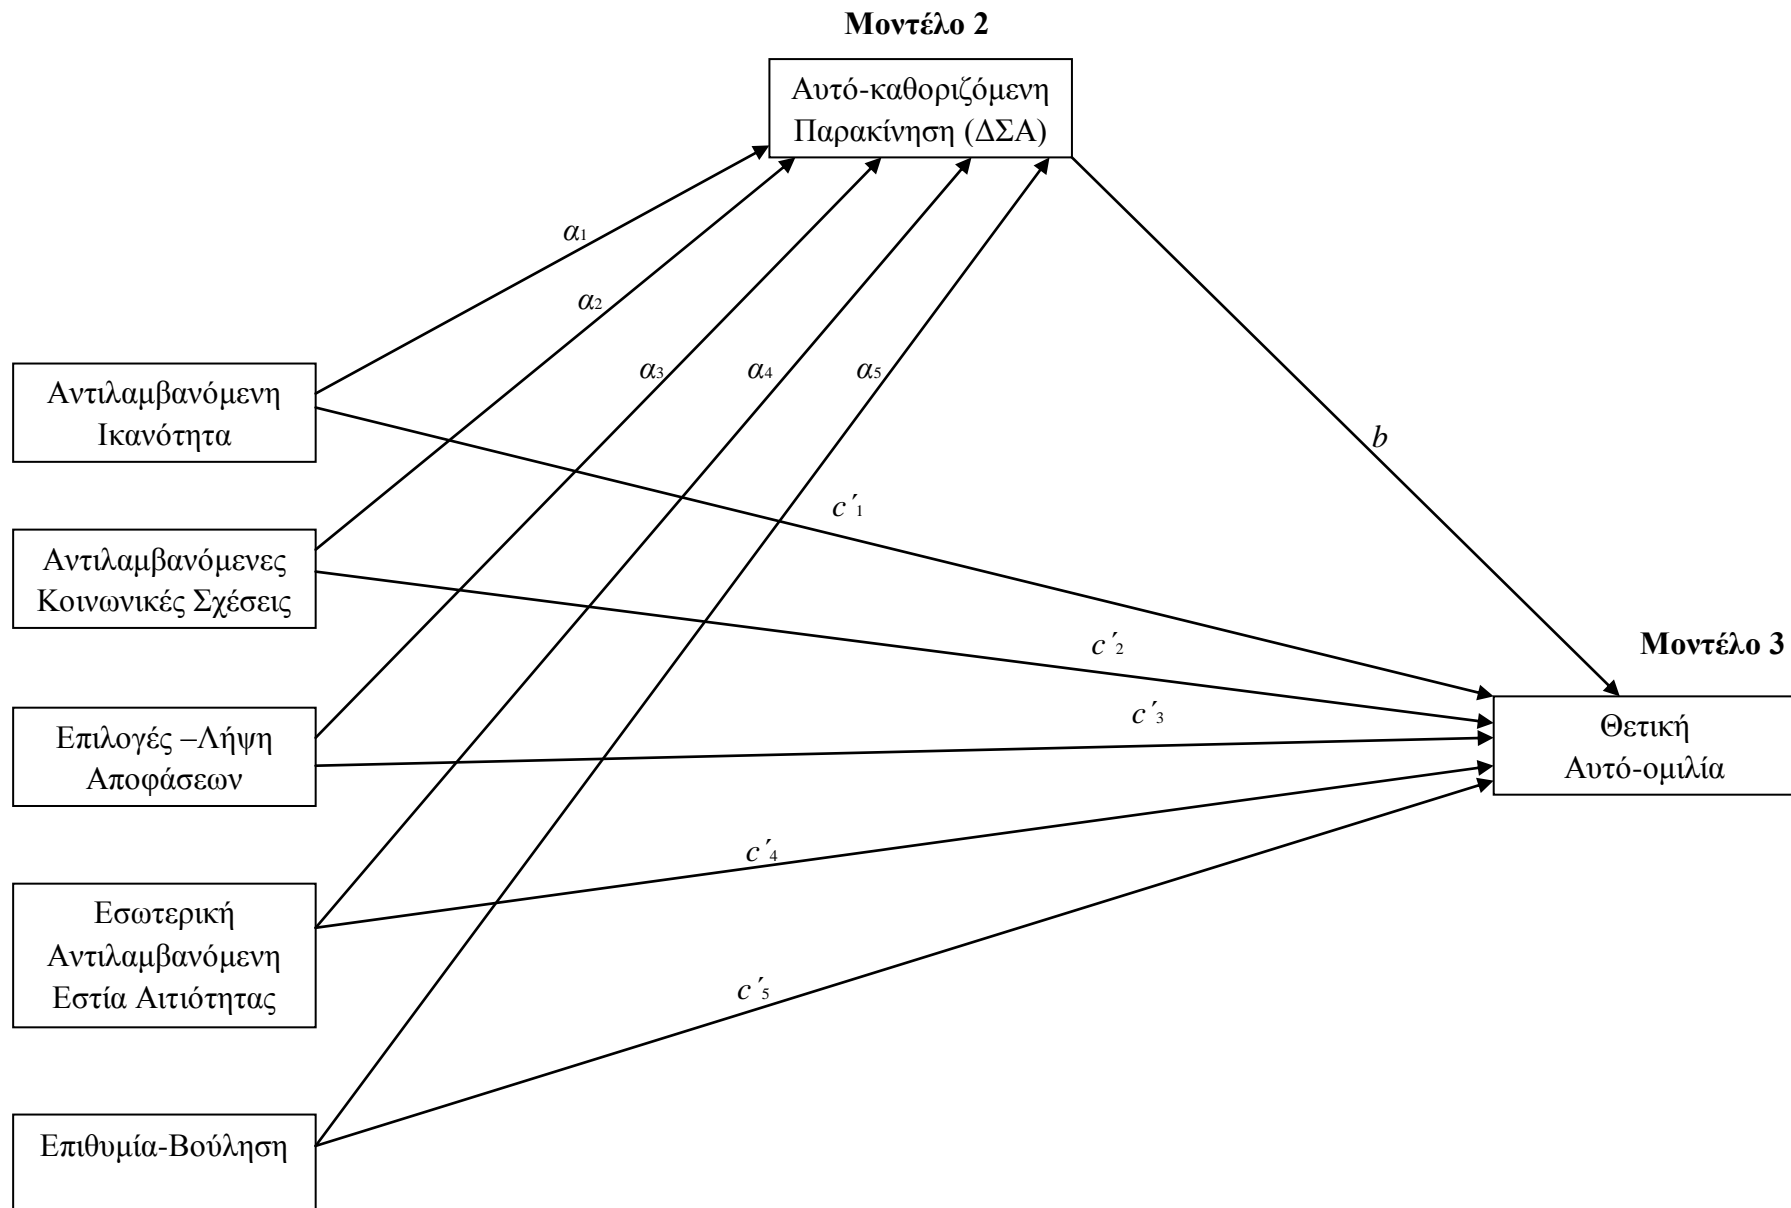 Μοντέλο 2
Αυτό-καθοριζόμενη
Παρακίνηση (ΔΣΑ)
α1
α2
α3
α4
α5
Αντιλαμβανόμενη
Ικανότητα
b
c΄1
Αντιλαμβανόμενες
Κοινωνικές Σχέσεις
c΄2
Μοντέλο 3
c΄3
Επιλογές –Λήψη
Αποφάσεων
Θετική
Αυτό-ομιλία
c΄4
Εσωτερική
Αντιλαμβανόμενη
Εστία Αιτιότητας
c΄5
Επιθυμία-Βούληση